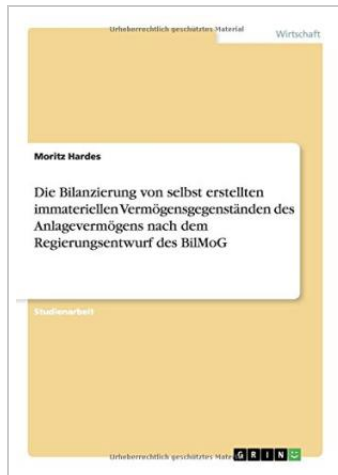 Urheberrechtlich geschütztes Material
Wirtschaft
Moritz Hardes
Die Bilanzierung von selbst erstellten
immateriellen Vermögensgegenständen des
Anlagevermögens nach dem
Regierungsentwurf des BilMoG
Studienarbeit
Urheberrechtlich geschütztes Mate
GRIN